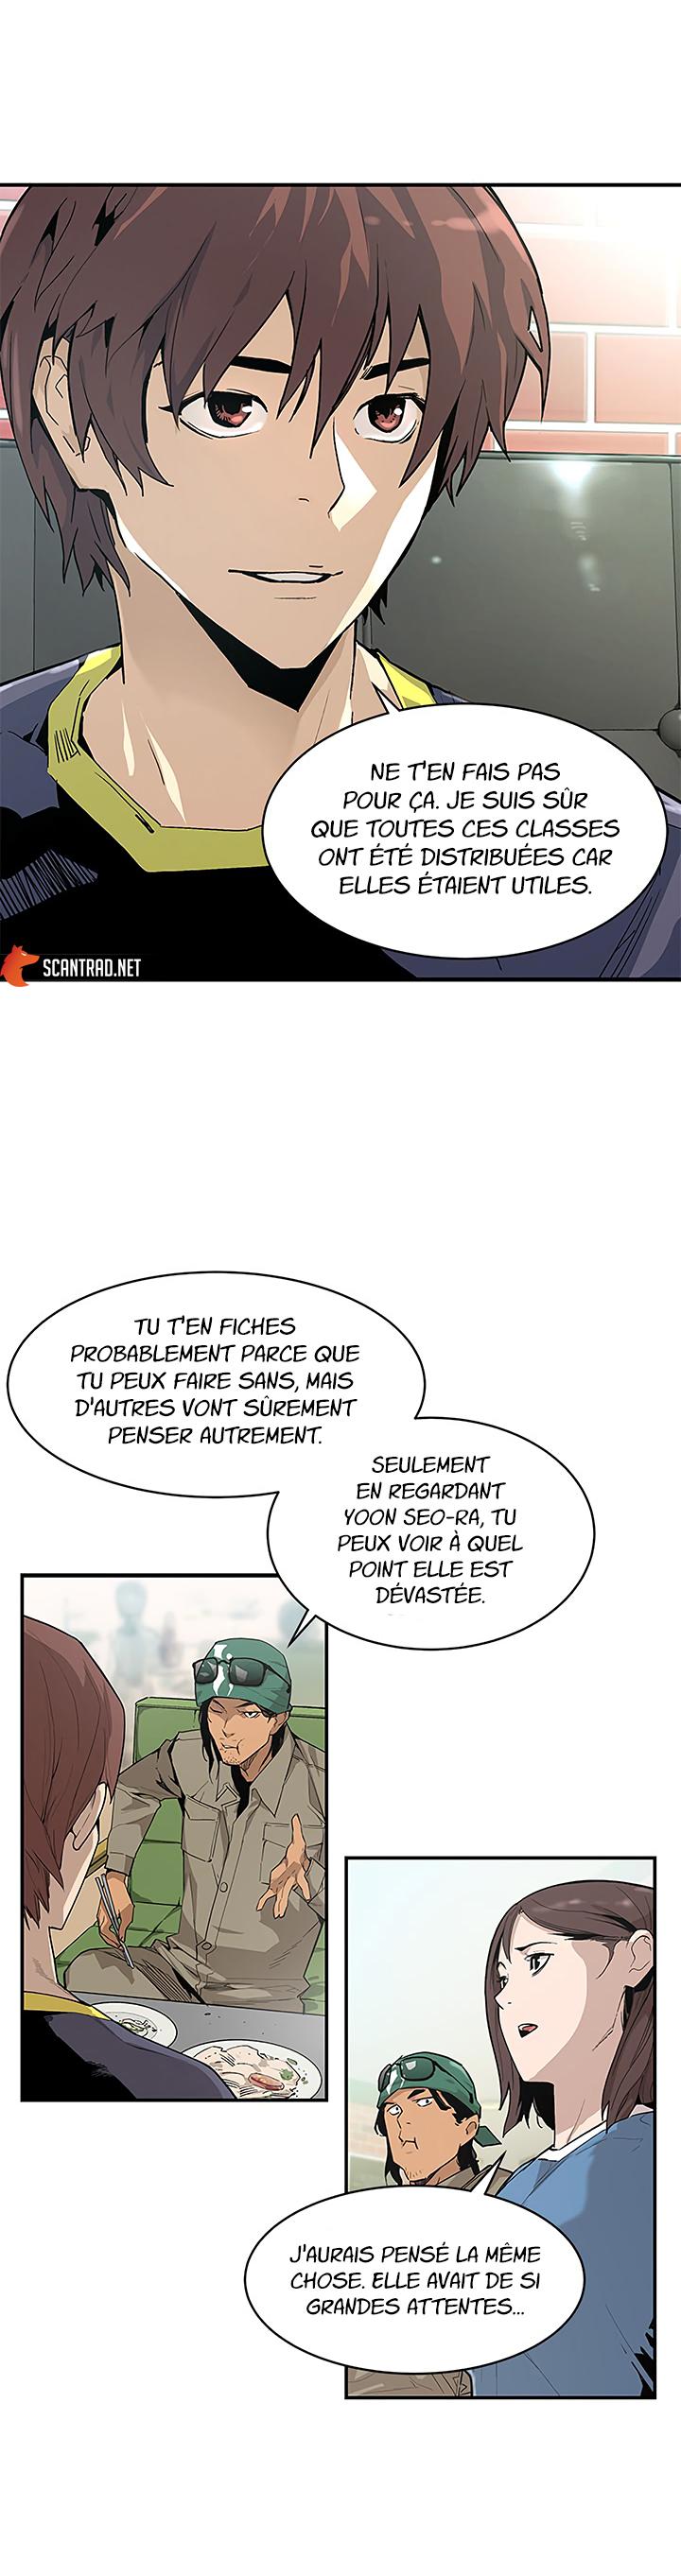 NE T'EN FAIS PAS
POUR ÇA. JE SUIS SÛR
QUE TOUTES CES CLASSES
ONT ÉTÉ DISTRIBUÉES CAR
ELLES ÉTAIENT UTILES.
SCANTRAD.NET
TU T'EN FICHES
PROBABLEMENT PARCE QUE
TU PEUX FAIRE SANS, MAIS
D'AUTRES VONT SÛREMENT
PENSER AUTREMENT.
SEULEMENT
EN REGARDANT
YOON SEO-RA, TU
PEUX VOIR À QUEL
POINT ELLE EST
DÉVASTÉE.
J'AURAIS PENSÉ LA MÊME
CHOSE. ELLE AVAIT DE SI
GRANDES ATTENTES...